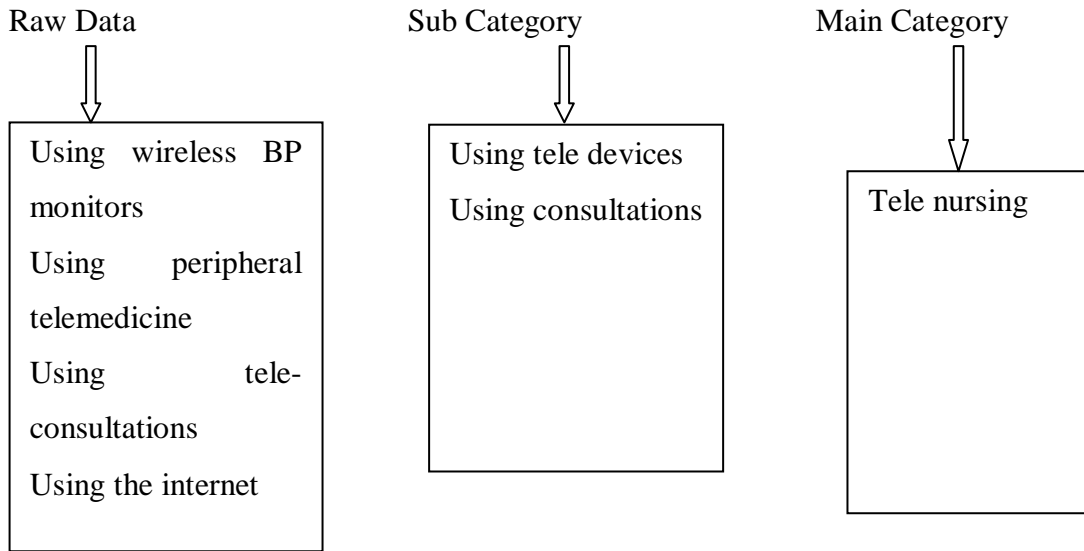 Raw Data
Sub Category
Main Category
Using wireless BP
monitors
Using peripheral
telemedicine
Using tele-
consultations
Using the internet
Using tele devices
Using consultations
Tele nursing